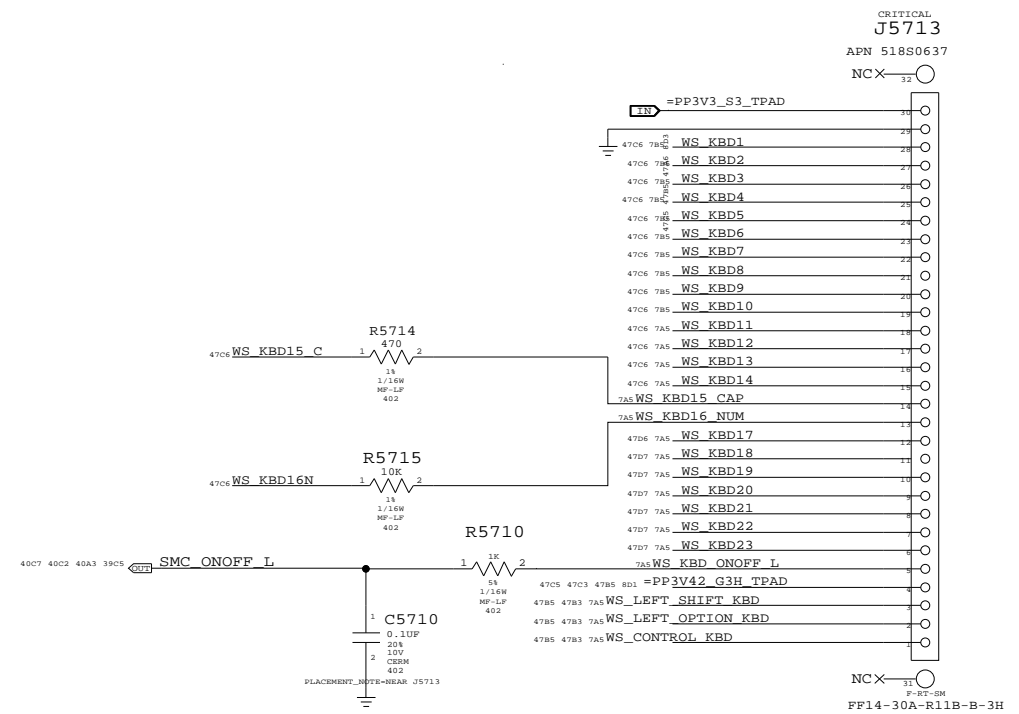 CRITICAL
J5713
APN 518S0637
NC 32
IN =PP3V3_S3_TPAD 30
29
47C6 7B5 WS_KBD1 28
47C6 7B5 WS_KBD2 27
47C6 7B5 WS_KBD3 26
47C6 7B5 WS_KBD4 25
47C6 7B5 WS_KBD5 24
47C6 7B5 WS_KBD6 23
47C6 7B5 WS_KBD7 22
47C6 7B5 WS_KBD8 21
47C6 7B5 WS_KBD9 20
47C6 7B5 WS_KBD10 19
47C6 7A5 WS_KBD11 18
47C6 7A5 WS_KBD12 17
47C6 7A5 WS_KBD13 16
47C6 7A5 WS_KBD14 15
7A5 WS_KBD15_CAP 14
7A5 WS_KBD16_NUM 13
47D6 7A5 WS_KBD17 12
47D7 7A5 WS_KBD18 11
47D7 7A5 WS_KBD19 10
47D7 7A5 WS_KBD20 9
47D7 7A5 WS_KBD21 8
47D7 7A5 WS_KBD22 7
47D7 7A5 WS_KBD23 6
7A5 WS_KBD_ONOFF_L 5
47C5 47C3 47B5 8D1 =PP3V42_G3H_TPAD 4
47B5 47B3 7A5 WS_LEFT_SHIFT_KBD 3
47B5 47B3 7A5 WS_LEFT_OPTION_KBD 2
47B5 47B3 7A5 WS_CONTROL_KBD 1
NC 31
F-RT-SM
FF14-30A-R11B-B-3H
R5714
470
47C6 WS_KBD15_C 1 2
1%
1/16W
MF-LF
402
R5715
10K
47C6 WS_KBD16N 1 2
1%
1/16W
MF-LF
402
R5710
1K
1 2
5%
1/16W
MF-LF
402
40C7 40C2 40A3 39C5 OUT SMC_ONOFF_L
1
C5710
0.1UF
20%
10V
2
CERM
402
PLACEMENT_NOTE=NEAR J5713